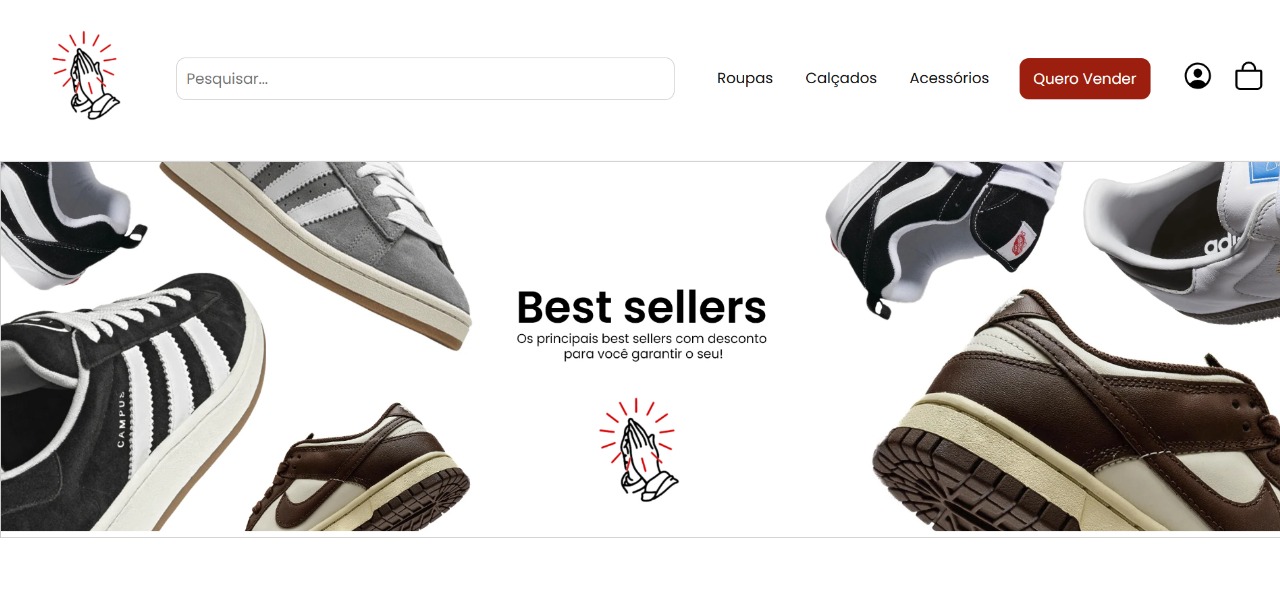 Pesquisar...
Roupas
Calçados
Acessórios
Quero Vender
Best sellers
Os principais best sellers com desconto
para você garantir o seu!
CAMPUS